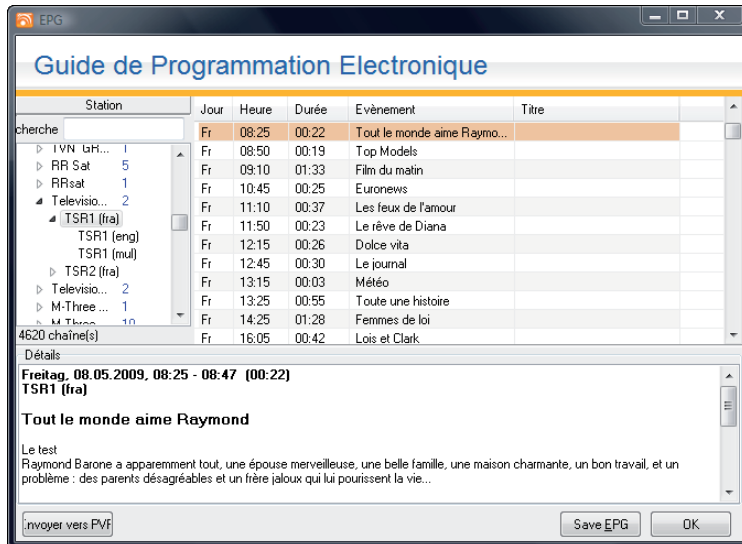 EPG
Guide de Programmation Electronique
Station
cherche
TVN GR... 1
RR Sat 5
RRsat 1
Televisio... 2
TSR1 (fra)
TSR1 (eng)
TSR1 (mul)
TSR2 (fra)
Televisio... 2
M-Three ... 1
M-Three ... 10
4620 chaîne(s)
Jour Heure Durée Evènement Titre
Fr 08:25 00:22 Tout le monde aime Raymo...
Fr 08:50 00:19 Top Models
Fr 09:10 01:33 Film du matin
Fr 10:45 00:25 Euronews
Fr 11:10 00:37 Les feux de l'amour
Fr 11:50 00:23 Le rêve de Diana
Fr 12:15 00:26 Dolce vita
Fr 12:45 00:30 Le journal
Fr 13:15 00:03 Météo
Fr 13:25 00:55 Toute une histoire
Fr 14:25 01:28 Femmes de loi
Fr 16:05 00:42 Lois et Clark
Détails
Freitag, 08.05.2009, 08:25 - 08:47 (00:22)
TSR1 (fra)
Tout le monde aime Raymond
Le test
Raymond Barone a apparemment tout, une épouse merveilleuse, une belle famille, une maison charmante, un bon travail, et un
problème : des parents désagréables et un frère jaloux qui lui pourissent la vie...
nvoyer vers PVF
Save EPG
OK